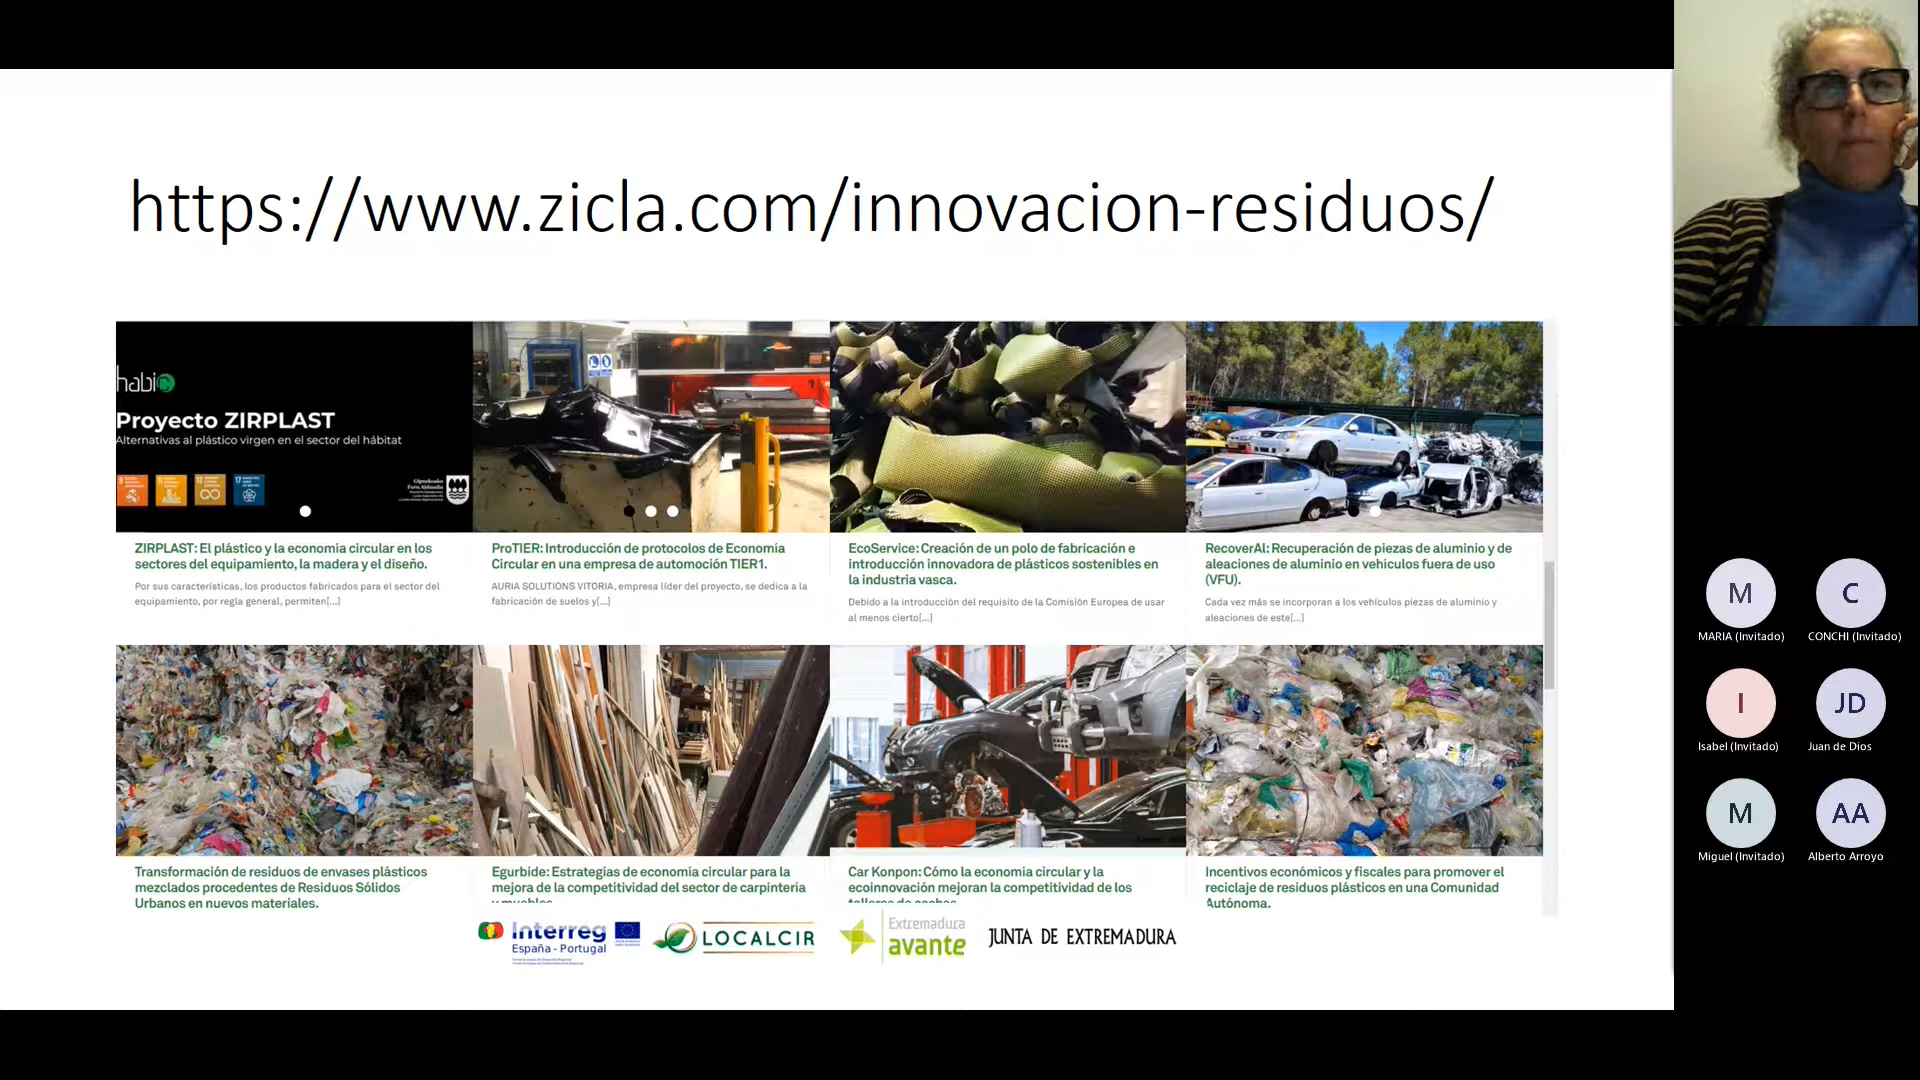 https://www.zicla.com/innovacion-residuos/
habic
Proyecto ZIRPLAST
Alternativas al plástico virgen en el sector del hábitat
ZIRPLAST: El plástico y la economía circular en los
sectores del equipamiento, la madera y el diseño.
Por sus características, los productos fabricados para el sector del
equipamiento, por regla general, permiten[...]
ProTIER: Introducción de protocolos de Economía
Circular en una empresa de automoción TIER1.
AURIA SOLUTIONS VITORIA, empresa líder del proyecto, se dedica a la
fabricación de suelos y[...]
EcoService: Creación de un polo de fabricación e
introducción innovadora de plásticos sostenibles en
la industria vasca.
Debido a la introducción del requisito de la Comisión Europea de usar
al menos cierto[...]
RecoverAl: Recuperación de piezas de aluminio y de
aleaciones de aluminio en vehículos fuera de uso
(VFU).
Cada vez más se incorporan a los vehículos piezas de aluminio y
aleaciones de este[...]
Transformación de residuos de envases plásticos
mezclados procedentes de Residuos Sólidos
Urbanos en nuevos materiales.
Egurbide: Estrategias de economía circular para la
mejora de la competitividad del sector de carpintería
y muebles.
Car Konpon: Cómo la economía circular y la
ecoinnovación mejoran la competitividad de los
talleres de coches.
Incentivos económicos y fiscales para promover el
reciclaje de residuos plásticos en una Comunidad
Autónoma.
Interreg
España - Portugal
LOCALCIR
Extremadura
avante
JUNTA DE EXTREMADURA
M
MARIA (Invitado)
C
CONCHI (Invitado)
I
Isabel (Invitado)
JD
Juan de Dios
M
Miguel (Invitado)
AA
Alberto Arroyo